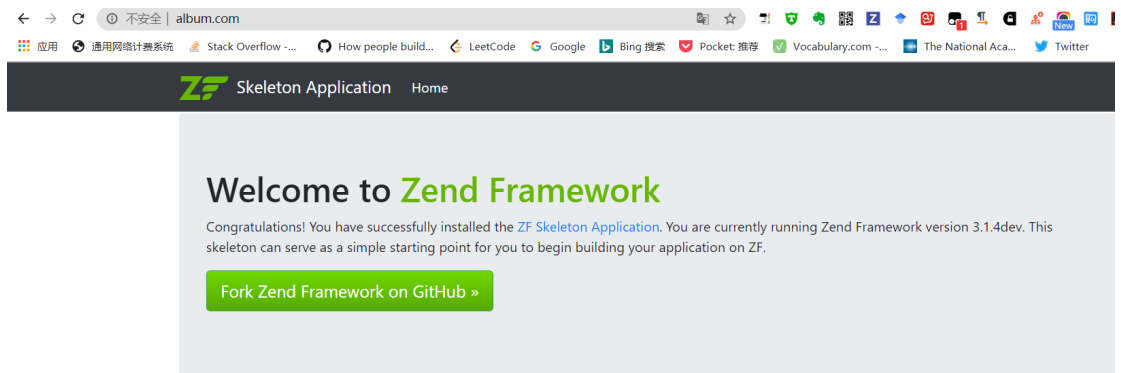 不安全 | album.com
New
应用 通用网络计费系统 Stack Overflow -... How people build... LeetCode Google Bing 搜索 Pocket: 推荐 Vocabulary.com -... The National Aca... Twitter
ZF Skeleton Application Home
Welcome to Zend Framework
Congratulations! You have successfully installed the ZF Skeleton Application. You are currently running Zend Framework version 3.1.4dev. This
skeleton can serve as a simple starting point for you to begin building your application on ZF.
Fork Zend Framework on GitHub »